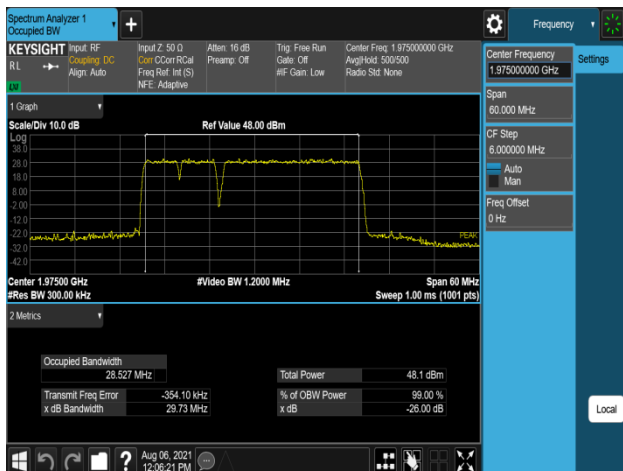 Spectrum Analyzer 1
Occupied BW
Frequency
KEYSIGHT
RL
Input: RF
Coupling: DC
Align: Auto
Input Z: 50 Ω
Corr CCorr RCal
Freq Ref: Int (S)
NFE: Adaptive
Atten: 16 dB
Preamp: Off
Trig: Free Run
Gate: Off
#IF Gain: Low
Center Freq: 1.975000000 GHz
Avg|Hold: 500/500
Radio Std: None
Center Frequency
1.975000000 GHz
Settings
Span
60.000 MHz
CF Step
6.000000 MHz
Auto
Man
Freq Offset
0 Hz
1 Graph
Scale/Div 10.0 dB
Ref Value 48.00 dBm
Log
38.0
28.0
18.0
8.00
-2.00
-12.0
-22.0
-32.0
-42.0
PEAK
Center 1.97500 GHz
#Video BW 1.2000 MHz
Span 60 MHz
#Res BW 300.00 kHz
Sweep 1.00 ms (1001 pts)
2 Metrics
Occupied Bandwidth
28.527 MHz
Total Power 48.1 dBm
Transmit Freq Error -354.10 kHz
% of OBW Power 99.00 %
x dB Bandwidth 29.73 MHz
x dB -26.00 dB
Local
Aug 06, 2021
12:06:21 PM